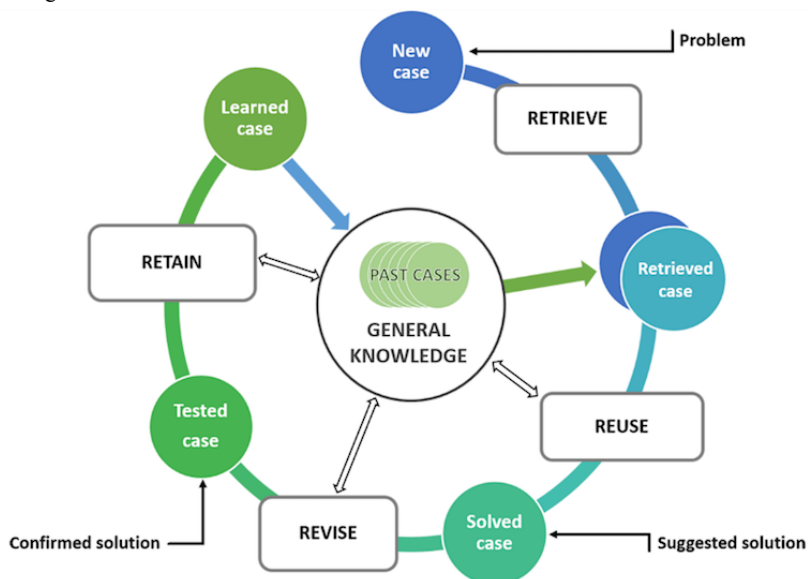 New
case
Problem
RETRIEVE
Learned
case
RETAIN
PAST CASES
GENERAL
KNOWLEDGE
Retrieved
case
REUSE
Tested
case
REVISE
Solved
case
Confirmed solution
Suggested solution